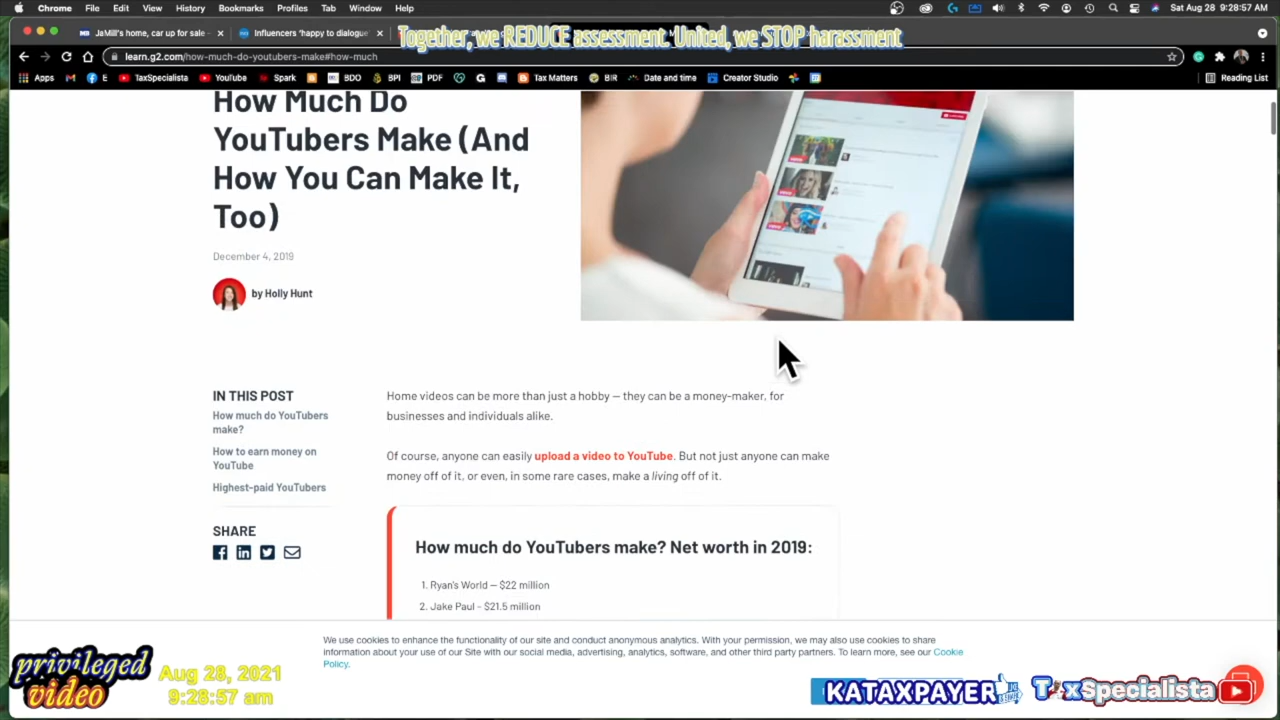 Chrome File Edit View History Bookmarks Profiles Tab Window Help
Sat Aug 28 9:28:57 AM
Together, we REDUCE assessment. United, we STOP harassment
JaMill's home, car up for sale -
Influencers 'happy to dialogue'
learn.g2.com/how-much-do-youtubers-make#how-much
Apps TaxSpecialista YouTube Spark BDO BPI PDF Tax Matters BIR Date and time Creator Studio Reading List
How Much Do
YouTubers Make (And
How You Can Make It,
Too)
December 4, 2019
by Holly Hunt
IN THIS POST
How much do YouTubers
make?
How to earn money on
YouTube
Highest-paid YouTubers
SHARE
Home videos can be more than just a hobby — they can be a money-maker, for
businesses and individuals alike.
Of course, anyone can easily upload a video to YouTube. But not just anyone can make
money off of it, or even, in some rare cases, make a living off of it.
How much do YouTubers make? Net worth in 2019:
1. Ryan's World — $22 million
2. Jake Paul - $21.5 million
We use cookies to enhance the functionality of our site and conduct anonymous analytics. With your permission, we may also use cookies to share
information about your use of our Site with our social media, advertising, analytics, software, and other third party partners. To learn more, see our Cookie
Policy.
privileged
video
Aug 28, 2021
9:28:57 am
KATAXPAYER
TaxSpecialista